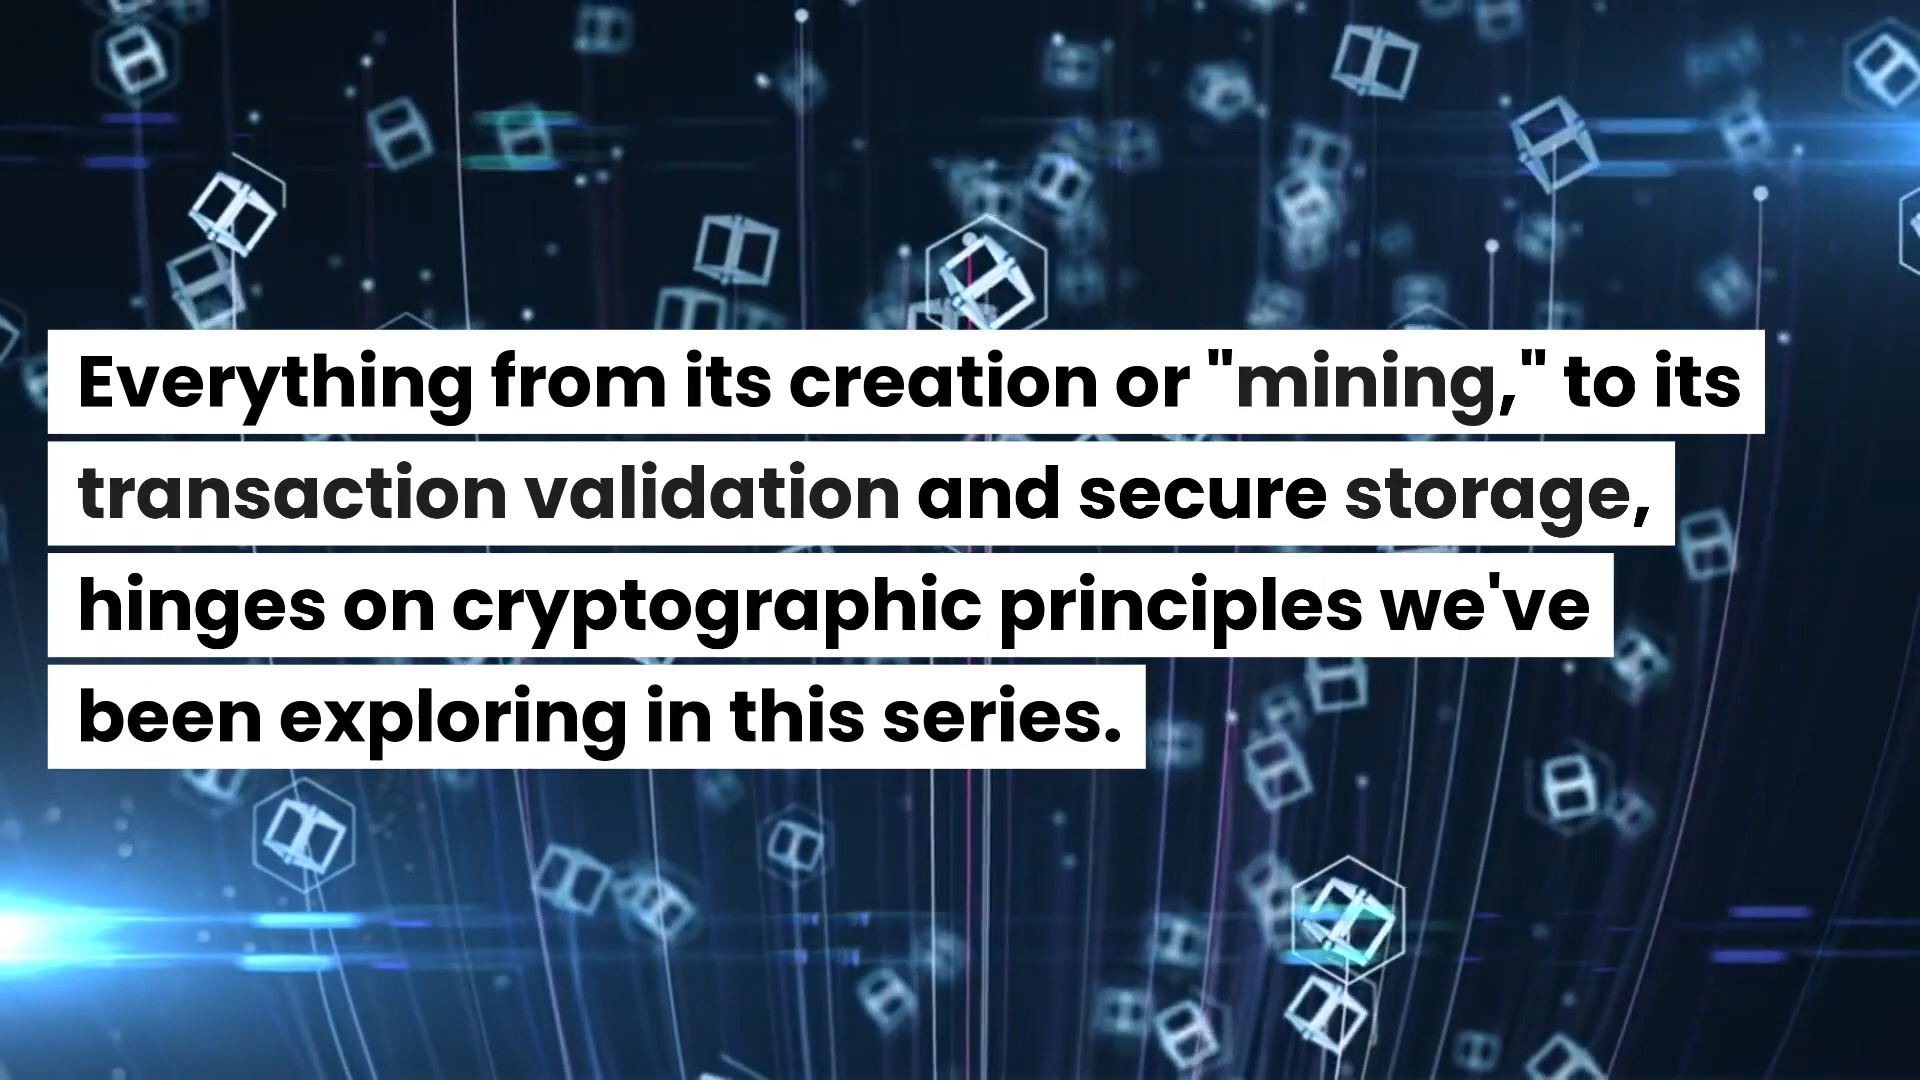 Everything from its creation or "mining," to its
transaction validation and secure storage,
hinges on cryptographic principles we've
been exploring in this series.